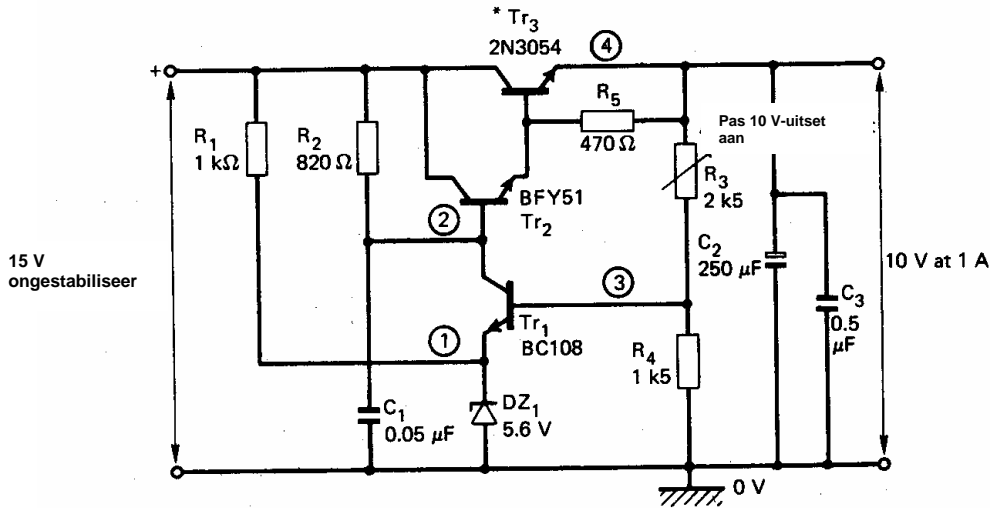 * Tr3
2N3054
④
+
R1
1 kΩ
R2
820 Ω
R5
470 Ω
Pas 10 V-uitset
aan
R3
2 k5
BFY51
Tr2
②
15 V
ongestabiliseer
③
C2
250 μF
10 V at 1 A
C3
0.5
μF
Tr1
BC108
①
R4
1 k5
C1
0.05 μF
DZ1
5.6 V
0 V